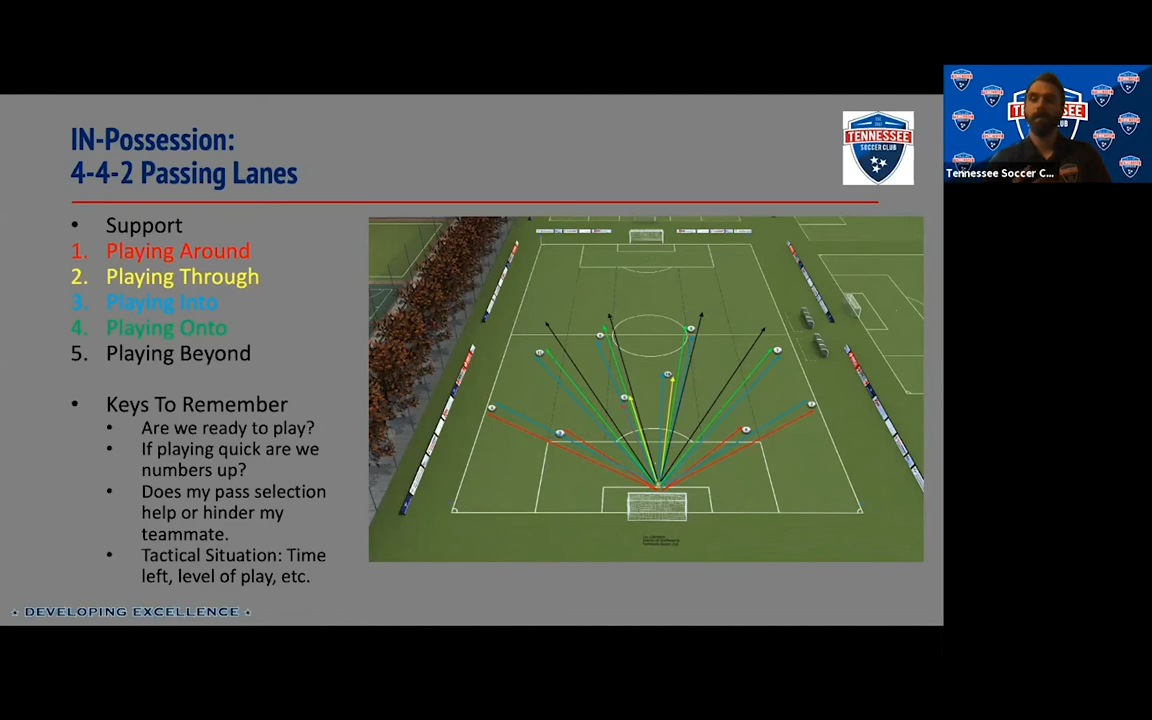 IN-Possession:
4-4-2 Passing Lanes
TENNESSEE
SOCCER CLUB
• Support
1. Playing Around
2. Playing Through
3. Playing Into
4. Playing Onto
5. Playing Beyond
• Keys To Remember
• Are we ready to play?
• If playing quick are we
numbers up?
• Does my pass selection
help or hinder my
teammate.
• Tactical Situation: Time
left, level of play, etc.
DEVELOPING EXCELLENCE
TENNESSEE
CLUB
Tennessee Soccer C...